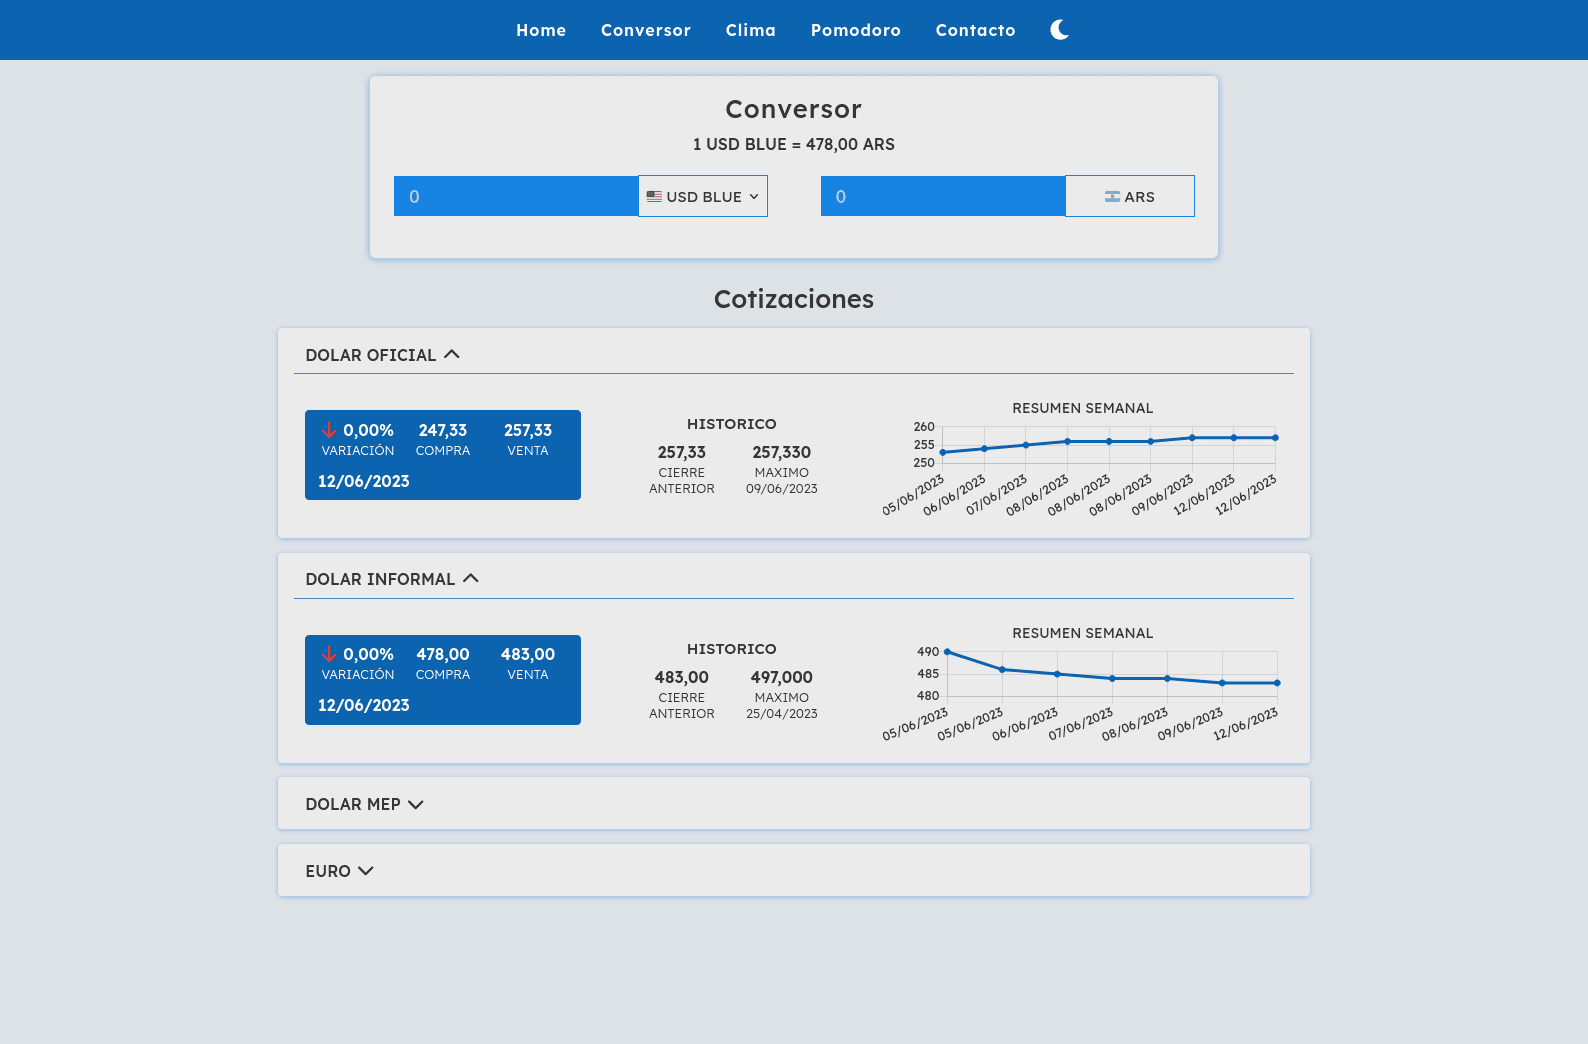 Home Conversor Clima Pomodoro Contacto
Conversor
1 USD BLUE = 478,00 ARS
0 USD BLUE 0 ARS
Cotizaciones
DOLAR OFICIAL
0,00% 247,33 257,33
VARIACIÓN COMPRA VENTA
12/06/2023
HISTORICO
257,33 257,330
CIERRE ANTERIOR MAXIMO 09/06/2023
RESUMEN SEMANAL
260
255
250
05/06/2023 06/06/2023 07/06/2023 08/06/2023 08/06/2023 08/06/2023 09/06/2023 12/06/2023 12/06/2023
DOLAR INFORMAL
0,00% 478,00 483,00
VARIACIÓN COMPRA VENTA
12/06/2023
HISTORICO
483,00 497,000
CIERRE ANTERIOR MAXIMO 25/04/2023
RESUMEN SEMANAL
490
485
480
05/06/2023 05/06/2023 06/06/2023 07/06/2023 08/06/2023 09/06/2023 12/06/2023
DOLAR MEP
EURO